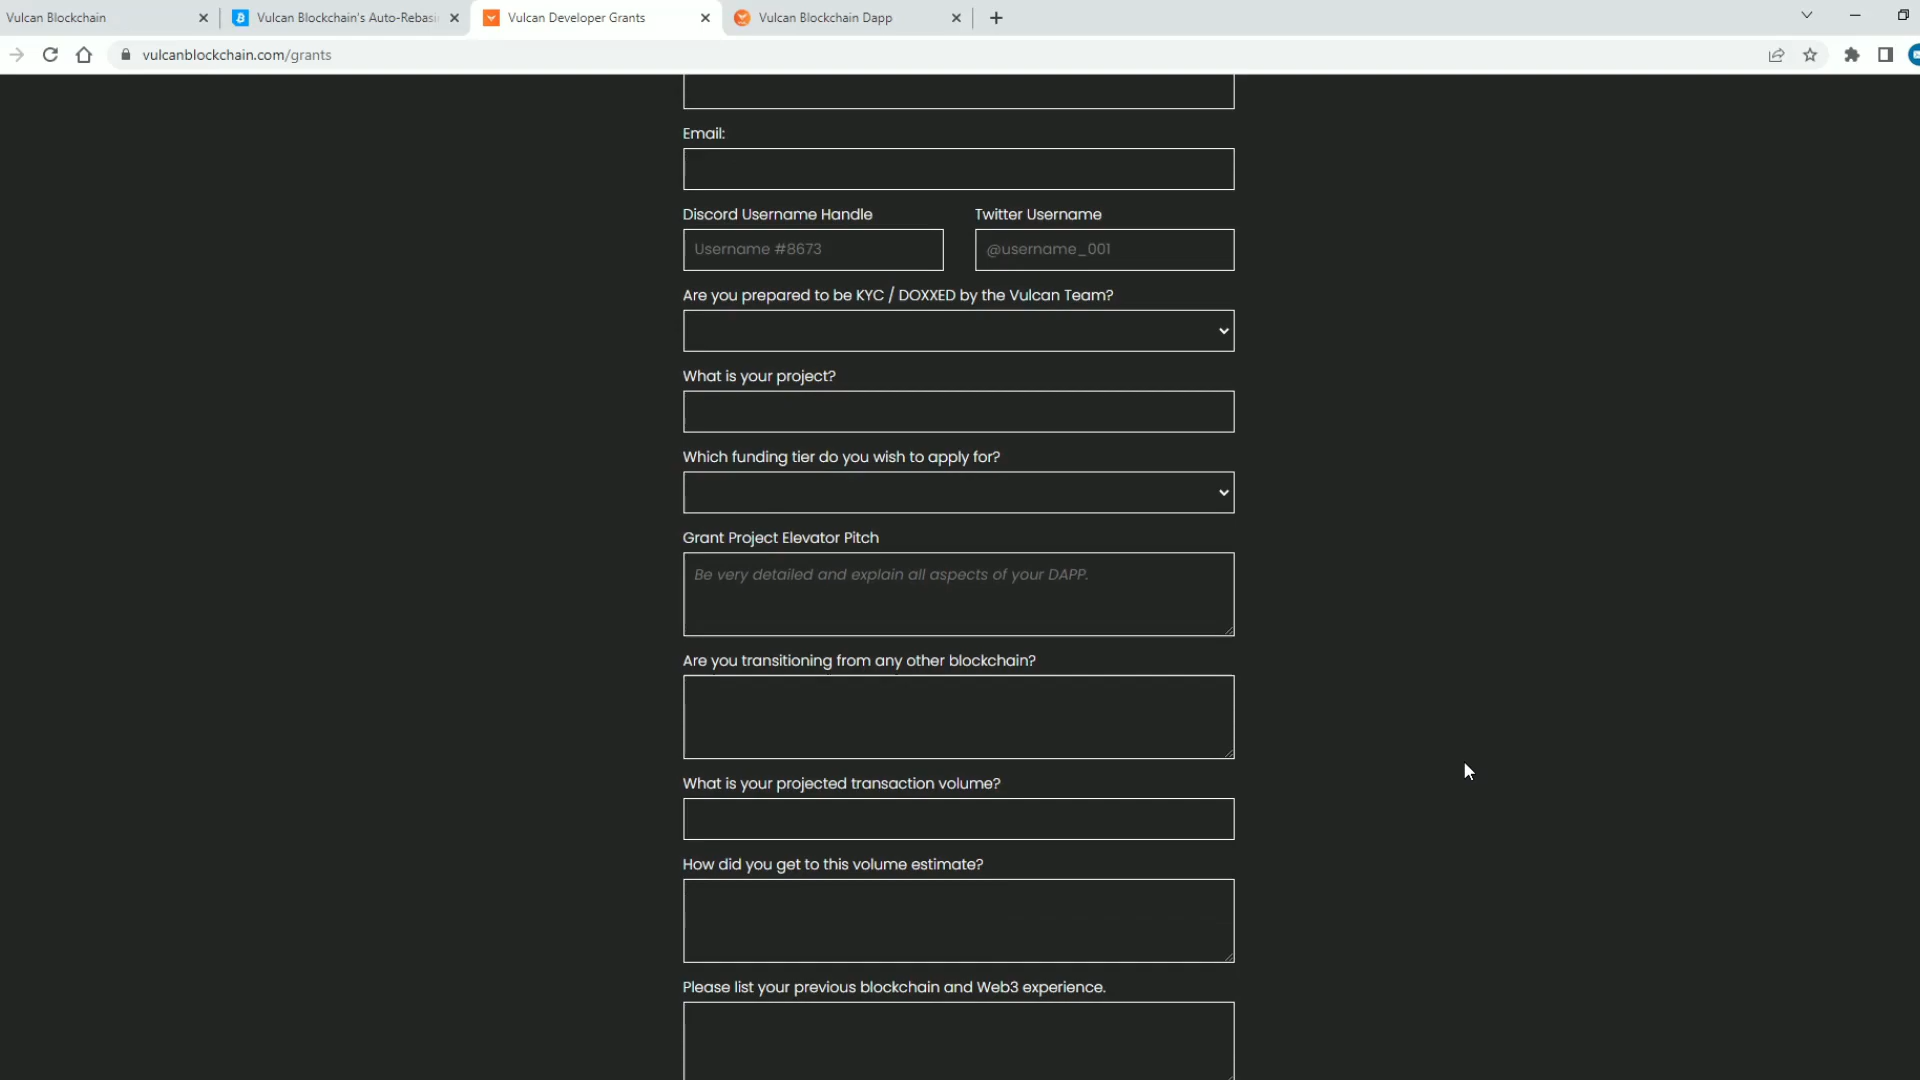 Vulcan Blockchain
Vulcan Blockchain's Auto-Rebasi
Vulcan Developer Grants
Vulcan Blockchain Dapp
vulcanblockchain.com/grants
Email:
Discord Username Handle
Twitter Username
Username #8673
@username_001
Are you prepared to be KYC / DOXXED by the Vulcan Team?
What is your project?
Which funding tier do you wish to apply for?
Grant Project Elevator Pitch
Be very detailed and explain all aspects of your DAPP.
Are you transitioning from any other blockchain?
What is your projected transaction volume?
How did you get to this volume estimate?
Please list your previous blockchain and Web3 experience.